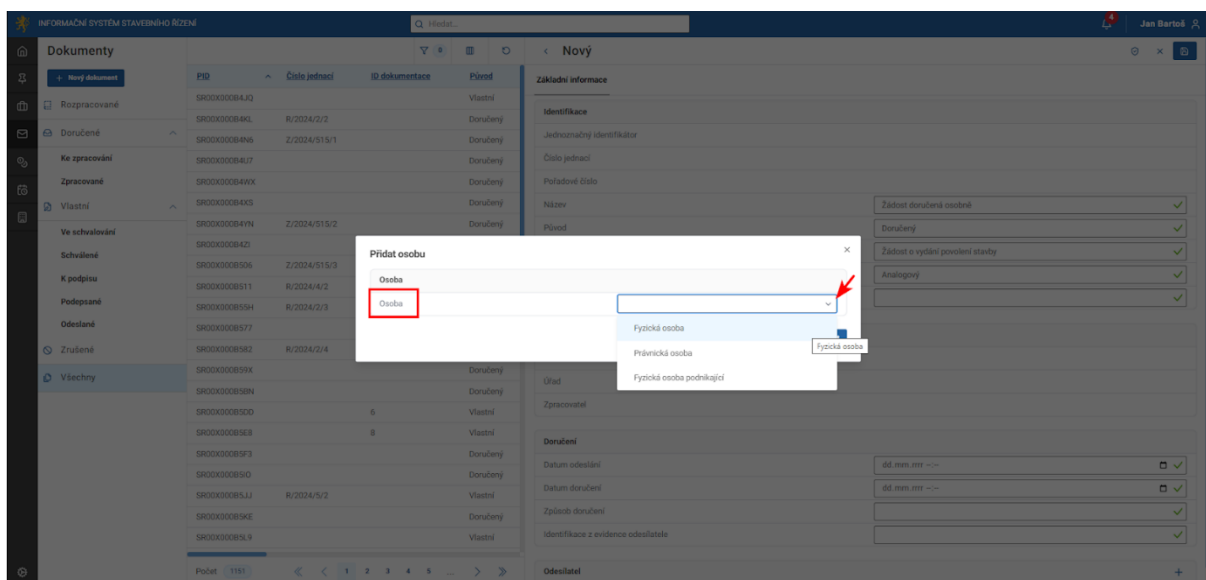 INFORMAČNÍ SYSTÉM STAVEBNÍHO ŘÍZENÍ
Hledat...
4
Jan Bartoš
Dokumenty
6
Nový
+ Nový dokument
Rozpracované
Doručené
Ke zpracování
Zpracované
Vlastní
Ve schvalování
Schválené
K podpisu
Podepsané
Odeslané
Zrušené
Všechny
PID Číslo jednací ID dokumentace Původ
SR00X000B4JQ Vlastní
SR00X000B4KL R/2024/2/2 Doručený
SR00X000B4N6 Z/2024/515/1 Doručený
SR00X000B4U7 Doručený
SR00X000B4WX Doručený
SR00X000B4XS Doručený
SR00X000B4YN Z/2024/515/2 Doručený
SR00X000B4ZI
SR00X000B506 Z/2024/515/3
SR00X000B511 R/2024/4/2
SR00X000B55H R/2024/2/3
SR00X000B577
SR00X000B582 R/2024/2/4
SR00X000B59X Doručený
SR00X000B5BN Doručený
SR00X000B5DD 6 Vlastní
SR00X000B5E8 8 Vlastní
SR00X000B5F3 Doručený
SR00X000B5IO Doručený
SR00X000B5JJ R/2024/5/2 Vlastní
SR00X000B5KE Doručený
SR00X000B5L9 Vlastní
Počet 1151
1 2 3 4 5 ...
Základní informace
Identifikace
Jednoznačný identifikátor
Číslo jednací
Pořadové číslo
Název Žádost doručená osobně
Původ Doručený
Žádost o vydání povolení stavby
Analogový
Přidat osobu
Osoba
Osoba
Fyzická osoba
Fyzická osoba
Právnická osoba
Fyzická osoba podnikající
Úřad
Zpracovatel
Doručení
Datum odeslání dd.mm.rrrr --:--
Datum doručení dd.mm.rrrr --:--
Způsob doručení
Identifikace z evidence odesílatele
Odesílatel +